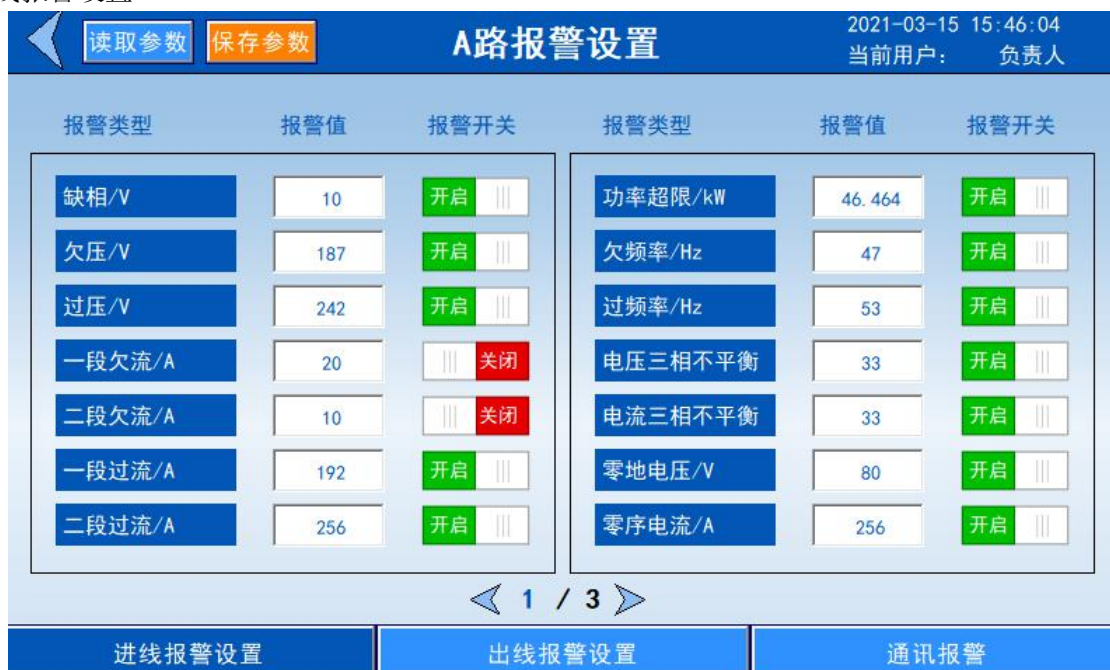 读取参数 保存参数 A路报警设置 2021-03-15 15:46:04
当前用户: 负责人
报警类型 报警值 报警开关 报警类型 报警值 报警开关
缺相/V 10 开启 功率超限/kW 46.464 开启
欠压/V 187 开启 欠频率/Hz 47 开启
过压/V 242 开启 过频率/Hz 53 开启
一段欠流/A 20 关闭 电压三相不平衡 33 开启
二段欠流/A 10 关闭 电流三相不平衡 33 开启
一段过流/A 192 开启 零地电压/V 80 开启
二段过流/A 256 开启 零序电流/A 256 开启
1 / 3
进线报警设置 出线报警设置 通讯报警